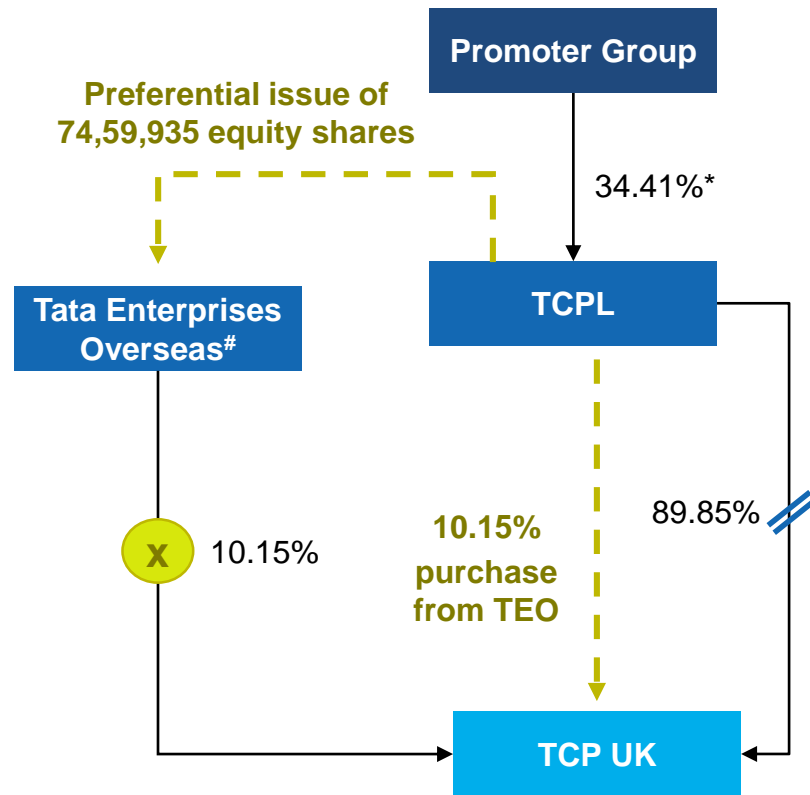 Promoter Group
Preferential issue of
74,59,935 equity shares
34.41%*
Tata Enterprises
Overseas#
TCPL
x
10.15%
10.15%
purchase
from TEO
89.85%
TCP UK